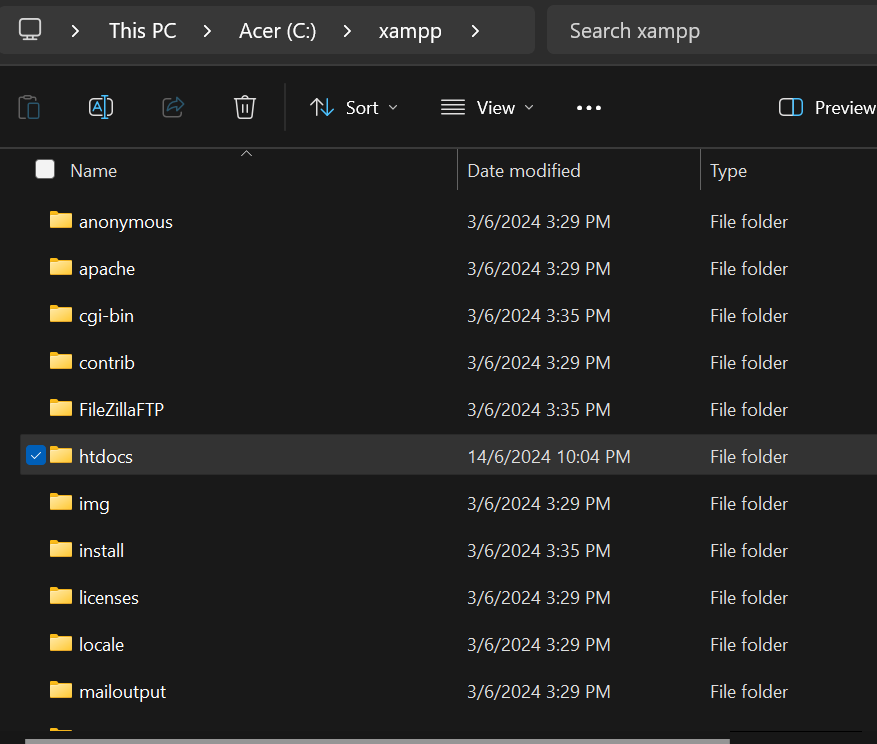 This PC > Acer (C:) > xampp > Search xampp
Sort View ••• Preview
Name Date modified Type
anonymous 3/6/2024 3:29 PM File folder
apache 3/6/2024 3:29 PM File folder
cgi-bin 3/6/2024 3:35 PM File folder
contrib 3/6/2024 3:29 PM File folder
FileZillaFTP 3/6/2024 3:35 PM File folder
htdocs 14/6/2024 10:04 PM File folder
img 3/6/2024 3:29 PM File folder
install 3/6/2024 3:35 PM File folder
licenses 3/6/2024 3:29 PM File folder
locale 3/6/2024 3:29 PM File folder
mailoutput 3/6/2024 3:29 PM File folder